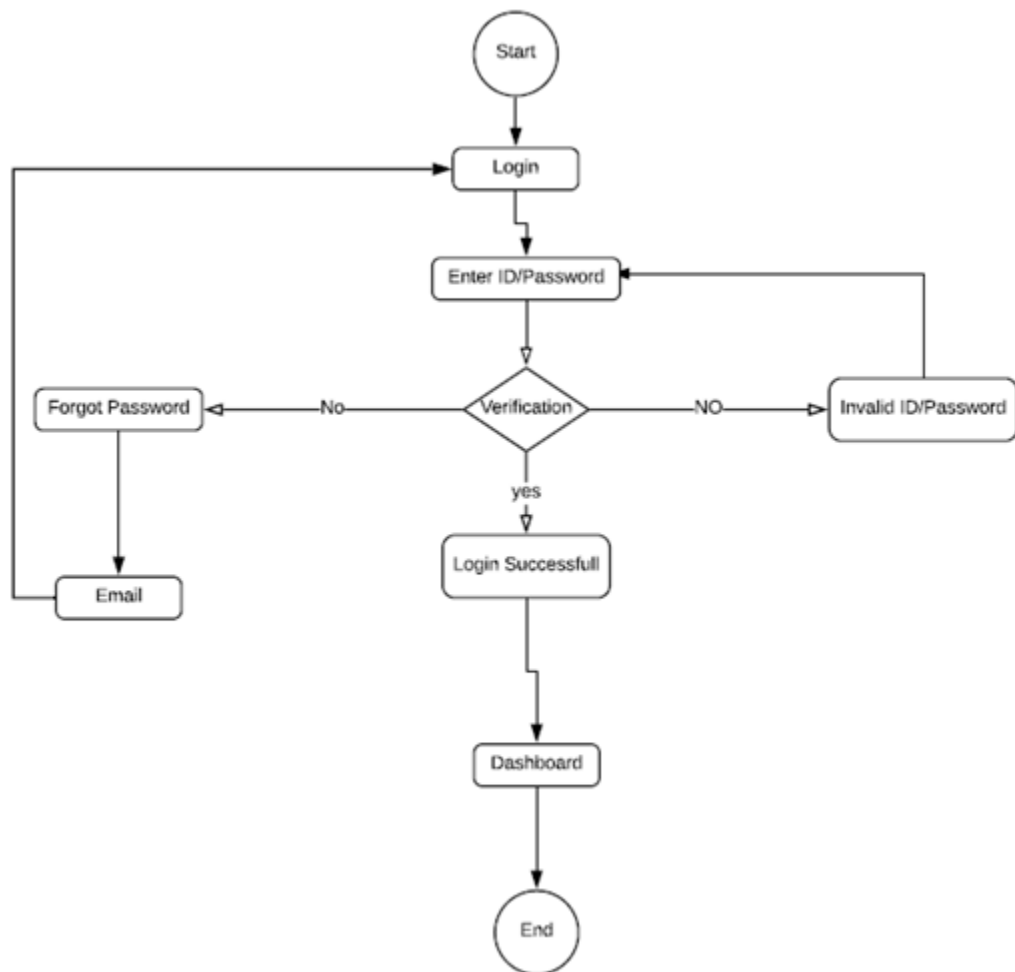 Start
Login
Enter ID/Password
Forgot Password
No
Verification
NO
Invalid ID/Password
yes
Login Successfull
Email
Dashboard
End